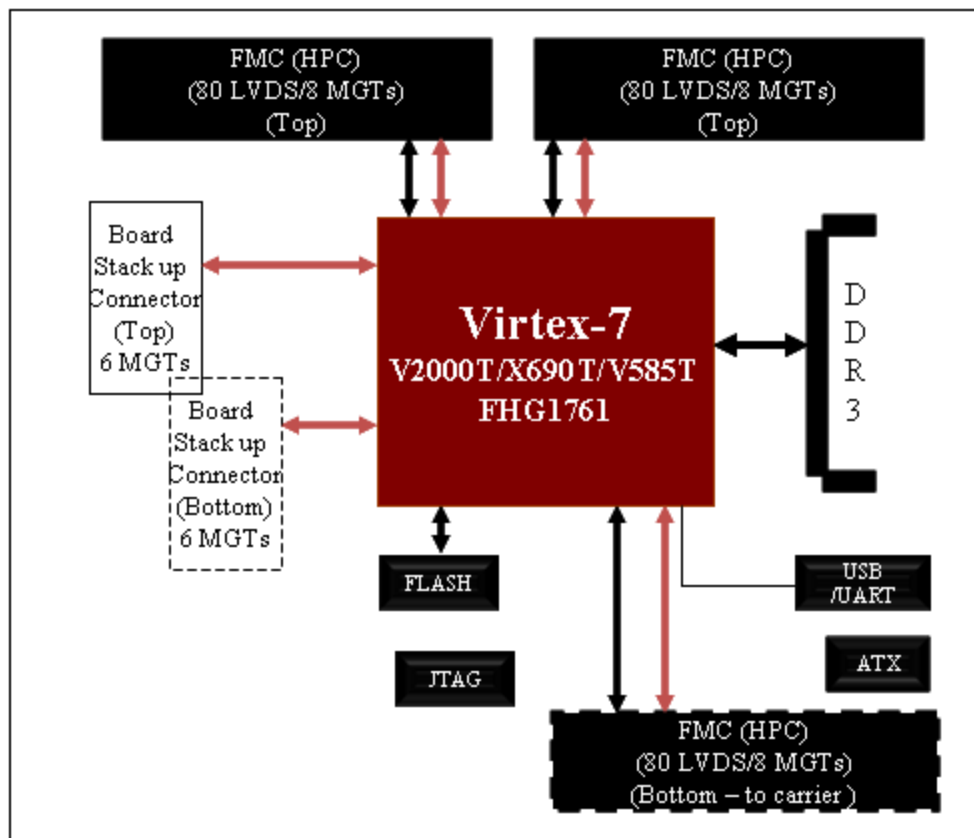 FMC (HPC)
(80 LVDS/8 MGTs)
(Top)
FMC (HPC)
(80 LVDS/8 MGTs)
(Top)
Board
Stack up
Connector
(Top)
6 MGTs
Board
Stack up
Connector
(Bottom)
6 MGTs
Virtex-7
V2000T/X690T/V585T
FHG1761
D
D
R
3
FLASH
JTAG
USB
/UART
ATX
FMC (HPC)
(80 LVDS/8 MGTs)
(Bottom – to carrier)